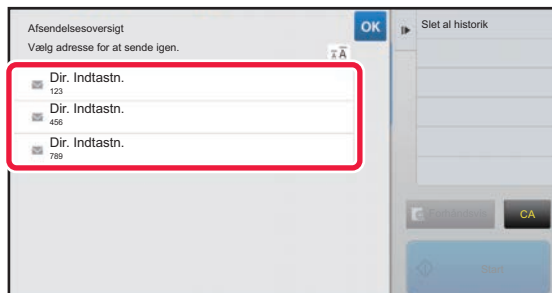 Afsendelsesoversigt
OK
Slet al historik
Vælg adresse for at sende igen.
Dir. Indtastn.
123
Dir. Indtastn.
456
Dir. Indtastn.
789
CA
Start